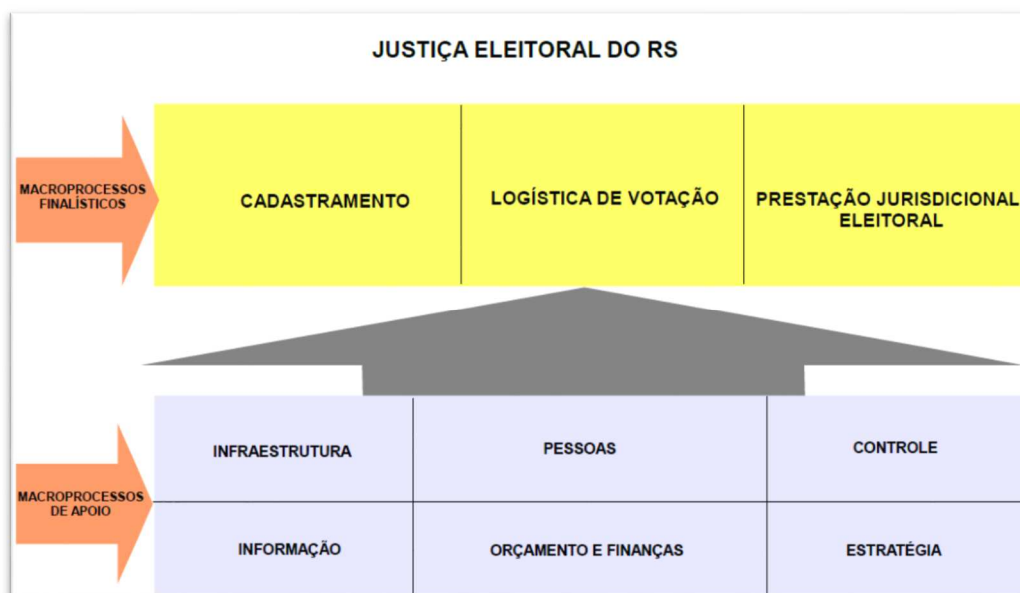 JUSTIÇA ELEITORAL DO RS
MACROPROCESSOS
FINALÍSTICOS
CADASTRAMENTO
LOGÍSTICA DE VOTAÇÃO
PRESTAÇÃO JURISDICIONAL
ELEITORAL
MACROPROCESSOS
DE APOIO
INFRAESTRUTURA
PESSOAS
CONTROLE
INFORMAÇÃO
ORÇAMENTO E FINANÇAS
ESTRATÉGIA